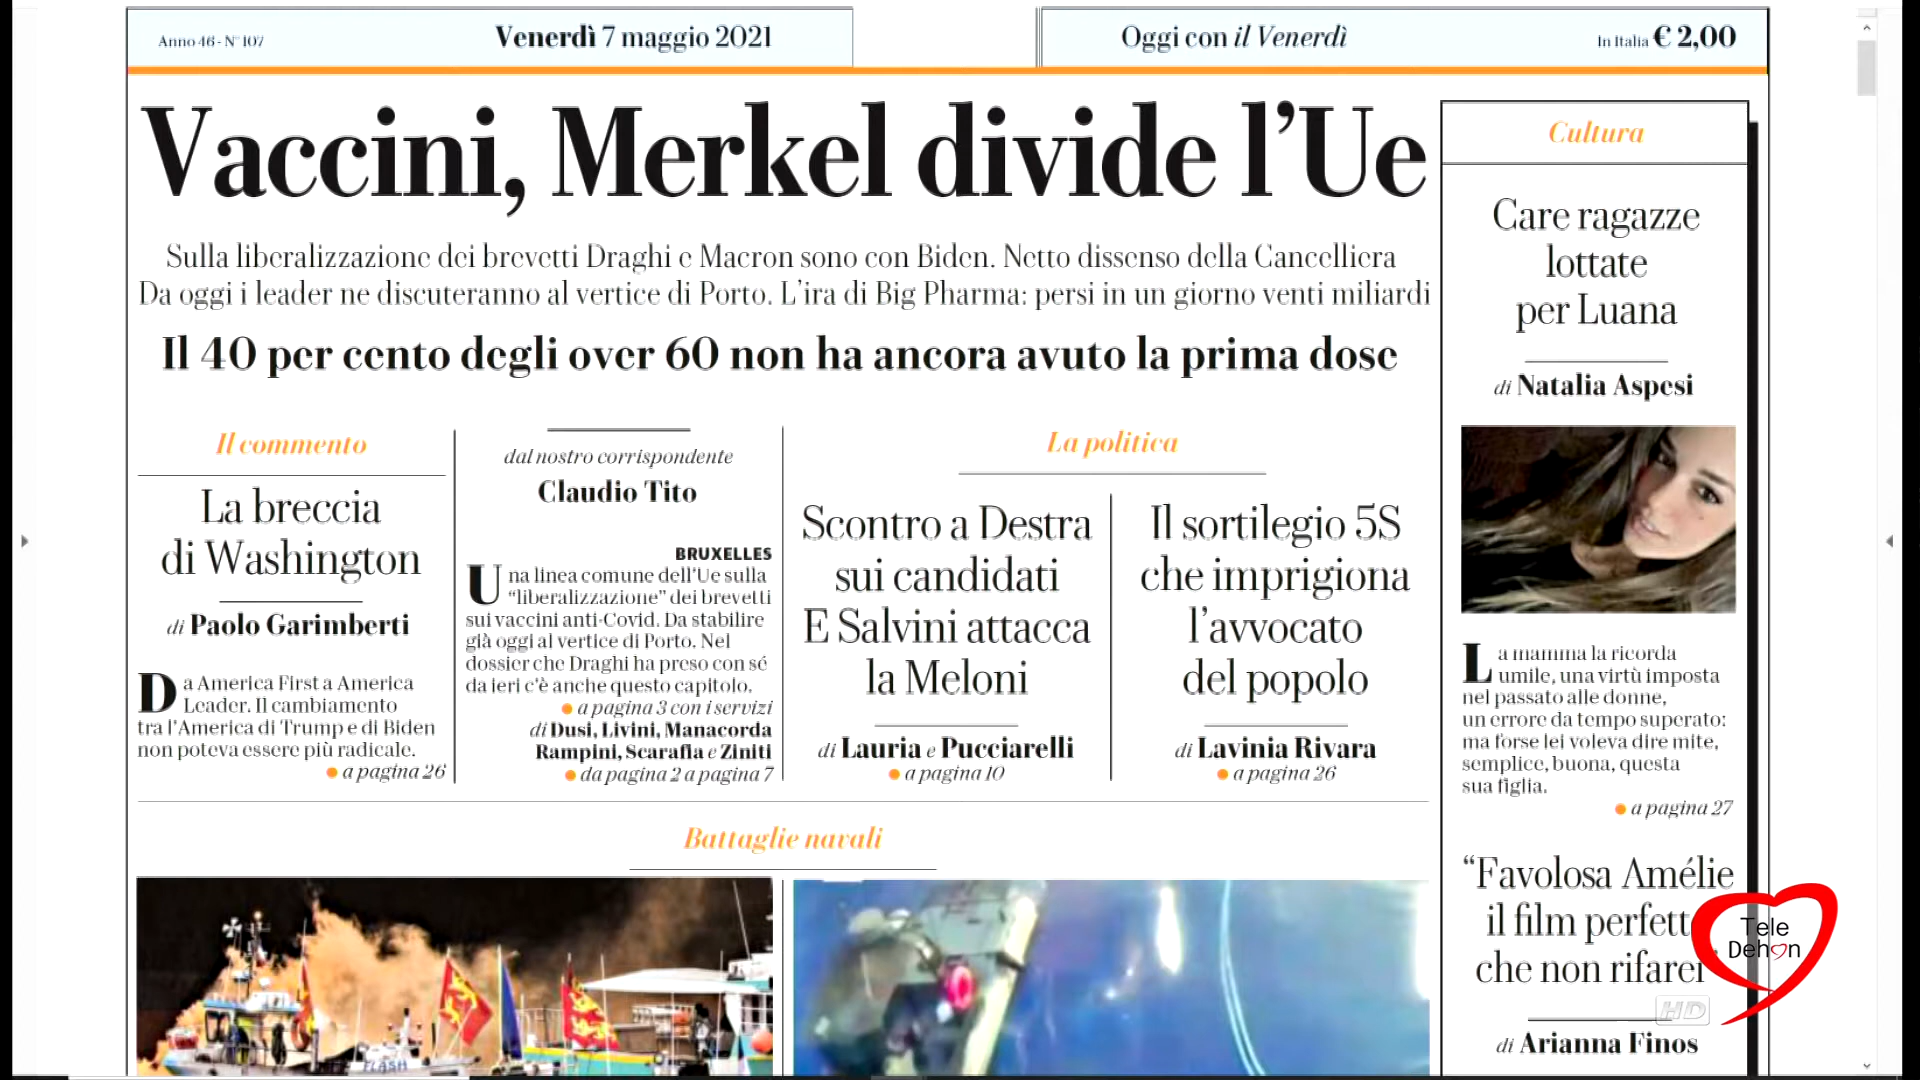 Anno 46 - N° 107
Venerdì 7 maggio 2021
Oggi con il Venerdì
In Italia € 2,00
Vaccini, Merkel divide l'Ue
Sulla liberalizzazione dei brevetti Draghi e Macron sono con Biden. Netto dissenso della Cancelliera
Da oggi i leader ne discuteranno al vertice di Porto. L'ira di Big Pharma: persi in un giorno venti miliardi
Il 40 per cento degli over 60 non ha ancora avuto la prima dose
Il commento
La breccia
di Washington
di Paolo Garimberti
Da America First a America
Leader. Il cambiamento
tra l'America di Trump e di Biden
non poteva essere più radicale.
a pagina 26
dal nostro corrispondente
Claudio Tito
BRUXELLES
Una linea comune dell'Ue sulla
“liberalizzazione” dei brevetti
sui vaccini anti-Covid. Da stabilire
già oggi al vertice di Porto. Nel
dossier che Draghi ha preso con sé
da ieri c'è anche questo capitolo.
a pagina 3 con i servizi
di Dusi, Livini, Manacorda
Rampini, Scarafia e Ziniti
da pagina 2 a pagina 7
La politica
Scontro a Destra
sui candidati
E Salvini attacca
la Meloni
di Lauria e Pucciarelli
a pagina 10
Il sortilegio 5S
che imprigiona
l'avvocato
del popolo
di Lavinia Rivara
a pagina 26
Battaglie navali
FLASH
Cultura
Care ragazze
lottate
per Luana
di Natalia Aspesi
La mamma la ricorda
umile, una virtù imposta
nel passato alle donne,
un errore da tempo superato:
ma forse lei voleva dire mite,
semplice, buona, questa
sua figlia.
a pagina 27
“Favolosa Amélie
il film perfett
che non rifarei
di Arianna Finos
Tele
Dehon
HD